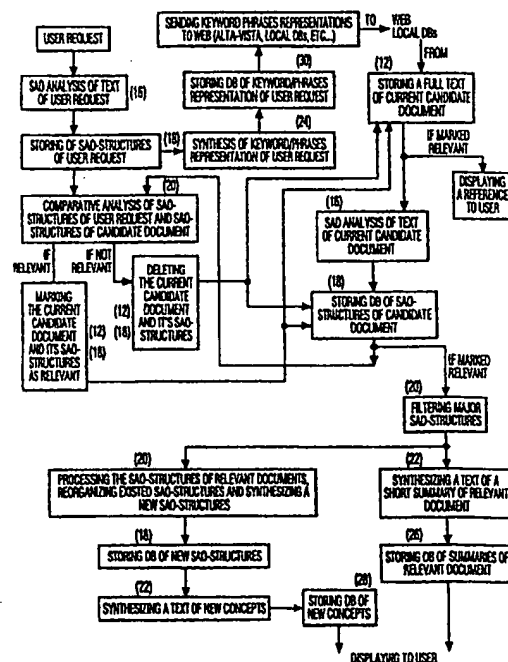 USER REQUEST
SAO ANALYSIS OF TEXT
OF USER REQUEST
(16)
STORING OF SAO-STRUCTURES
OF USER REQUEST
(18)
SYNTHESIS OF KEYWORD/PHRASES
REPRESENTATION OF USER REQUEST
(24)
STORING DB OF KEYWORD/PHRASES
REPRESENTATION OF USER REQUEST
(30)
SENDING KEYWORD PHRASES REPRESENTATIONS
TO WEB (ALTA-VISTA, LOCAL DBs, ETC...)
TO
WEB
LOCAL DBs
FROM
(12)
STORING A FULL TEXT
OF CURRENT CANDIDATE
DOCUMENT
IF MARKED
RELEVANT
DISPLAYING
A REFERENCE
TO USER
(16)
SAO ANALYSIS OF TEXT
OF CURRENT CANDIDATE
DOCUMENT
(18)
STORING DB OF SAO-
STRUCTURES OF CANDIDATE
DOCUMENT
(20)
COMPARATIVE ANALYSIS OF SAO-
STRUCTURES OF USER REQUEST AND SAO-
STRUCTURES OF CANDIDATE DOCUMENT
IF
RELEVANT
IF NOT
RELEVANT
MARKING
THE CURRENT
CANDIDATE
DOCUMENT
AND IT'S SAO-
STRUCTURES
AS RELEVANT
(12)
(18)
DELETING
THE CURRENT
CANDIDATE
DOCUMENT
AND IT'S SAO-
STRUCTURES
(12)
(18)
IF MARKED
RELEVANT
(20)
FILTERING MAJOR
SAO-STRUCTURES
(20)
PROCESSING THE SAO-STRUCTURES OF RELEVANT DOCUMENTS,
REORGANIZING EXISTED SAO-STRUCTURES AND SYNTHESIZING A
NEW SAO-STRUCTURES
(22)
SYNTHESIZING A TEXT OF A
SHORT SUMMARY OF RELEVANT
DOCUMENT
(18)
STORING DB OF NEW SAO-STRUCTURES
(26)
STORING DB OF SUMMARIES OF
RELEVANT DOCUMENT
(22)
SYNTHESIZING A TEXT OF NEW CONCEPTS
(28)
STORING DB OF
NEW CONCEPTS
DISPLAYING TO USER